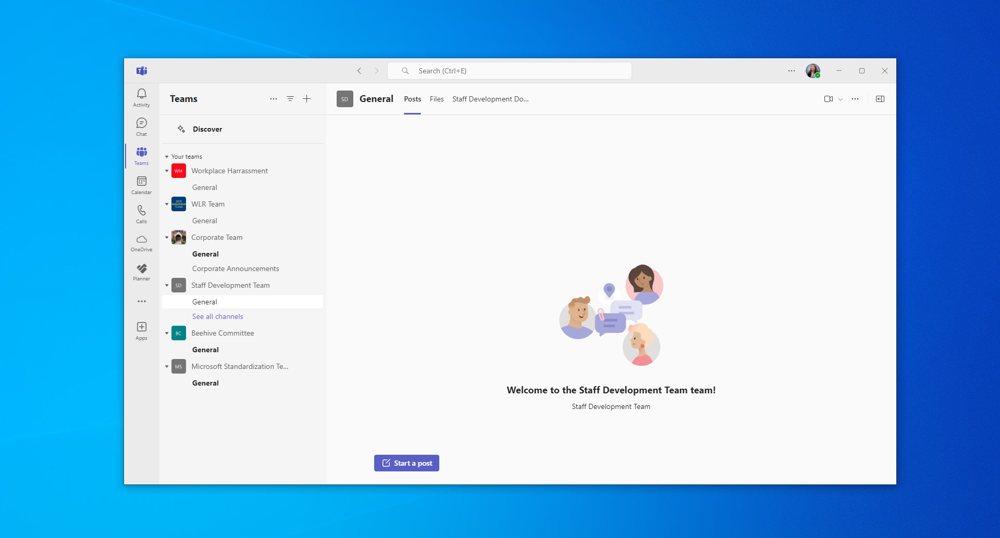 Search (Ctrl+E)
Activity
Chat
Teams
Calendar
Calls
OneDrive
Planner
Apps
Teams
Discover
Your teams
WH Workplace Harrassment
General
WLR Automotive Group WLR Team
General
Corporate Team
General
Corporate Announcements
SD Staff Development Team
General
See all channels
BC Beehive Committee
General
MS Microsoft Standardization Te...
General
SD General Posts Files Staff Development Do...
Welcome to the Staff Development Team team!
Staff Development Team
Start a post